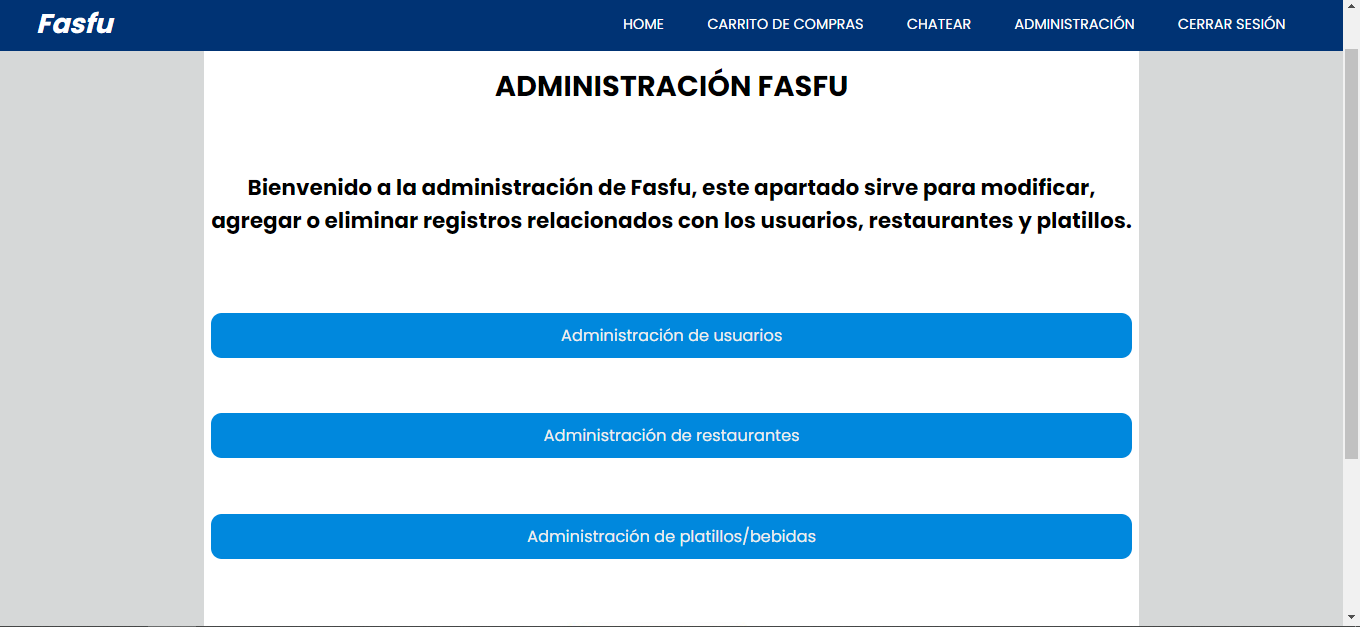 Fasfu
HOME
CARRITO DE COMPRAS
CHATEAR
ADMINISTRACIÓN
CERRAR SESIÓN
ADMINISTRACIÓN FASFU
Bienvenido a la administración de Fasfu, este apartado sirve para modificar,
agregar o eliminar registros relacionados con los usuarios, restaurantes y platillos.
Administración de usuarios
Administración de restaurantes
Administración de platillos/bebidas